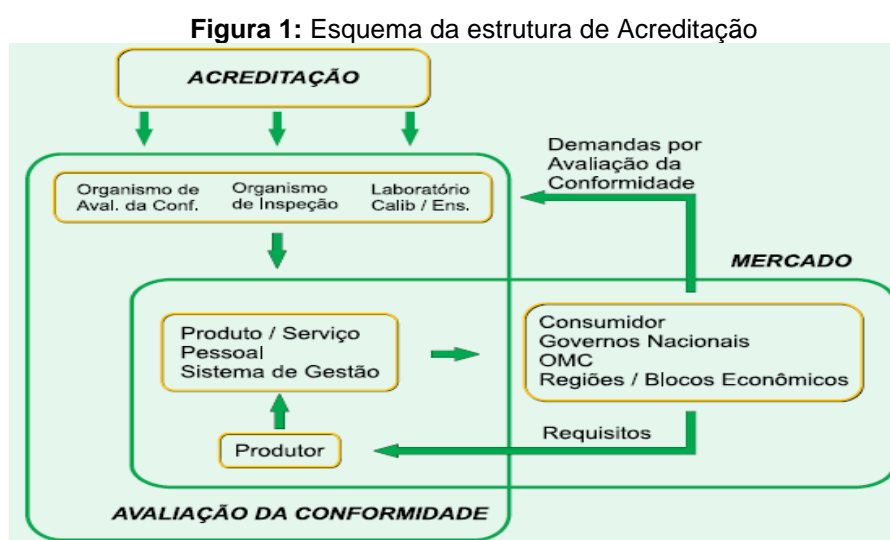 Figura 1: Esquema da estrutura de Acreditação
ACREDITAÇÃO
Demandas por
Avaliação da
Conformidade
Organismo de
Aval. da Conf.
Organismo
de Inspeção
Laboratório
Calib / Ens.
MERCADO
Produto / Serviço
Pessoal
Sistema de Gestão
Consumidor
Governos Nacionais
OMC
Regiões / Blocos Econômicos
Produtor
Requisitos
AVALIAÇÃO DA CONFORMIDADE